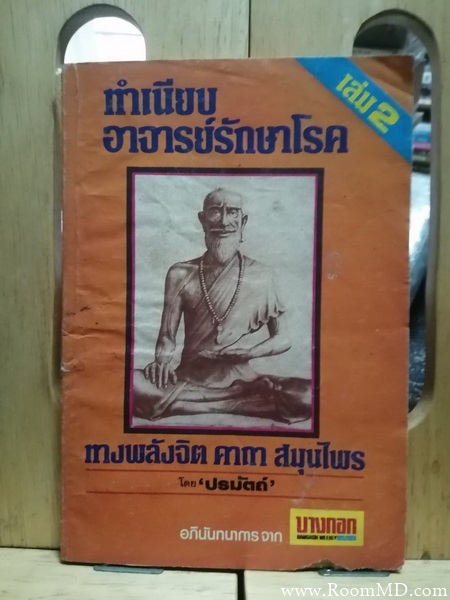 เล่ม 2
ทำเนียบ
อาจารย์รักษาโรค
ทางพลังจิต คาถา สมุนไพร
โดย ‘ปรมัตถ์’
อภินันทนาการ จาก
บางกอก
BANGKOK WEEKLY
www.RoomMD.com